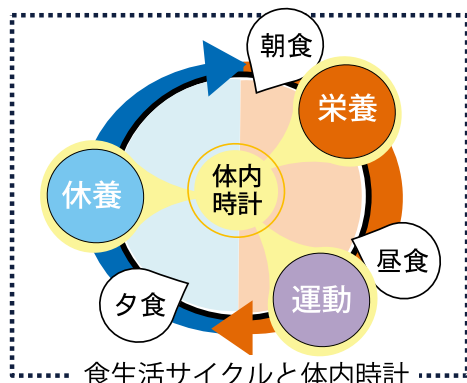 朝食
栄養
体内
時計
休養
昼食
夕食
運動
食生活サイクルと体内時計